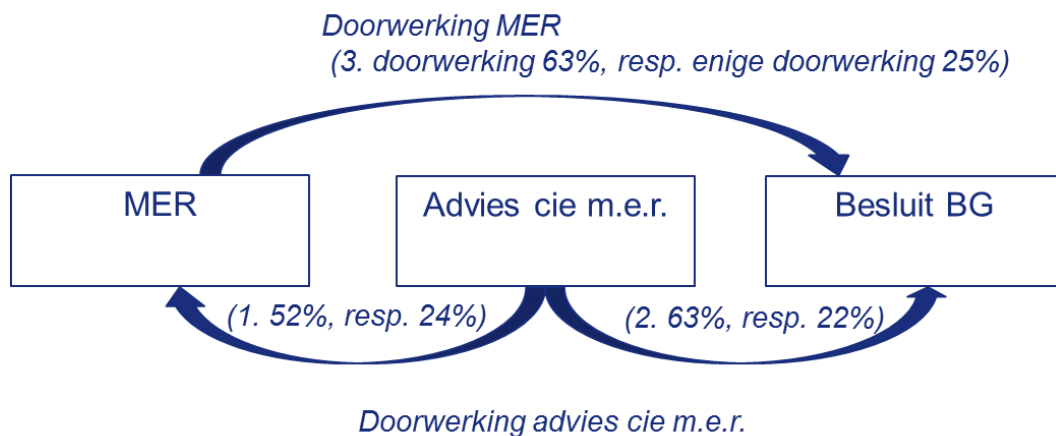 Doorwerking MER
(3. doorwerking 63%, resp. enige doorwerking 25%)
MER
Advies cie m.e.r.
Besluit BG
(1. 52%, resp. 24%)
(2. 63%, resp. 22%)
Doorwerking advies cie m.e.r.